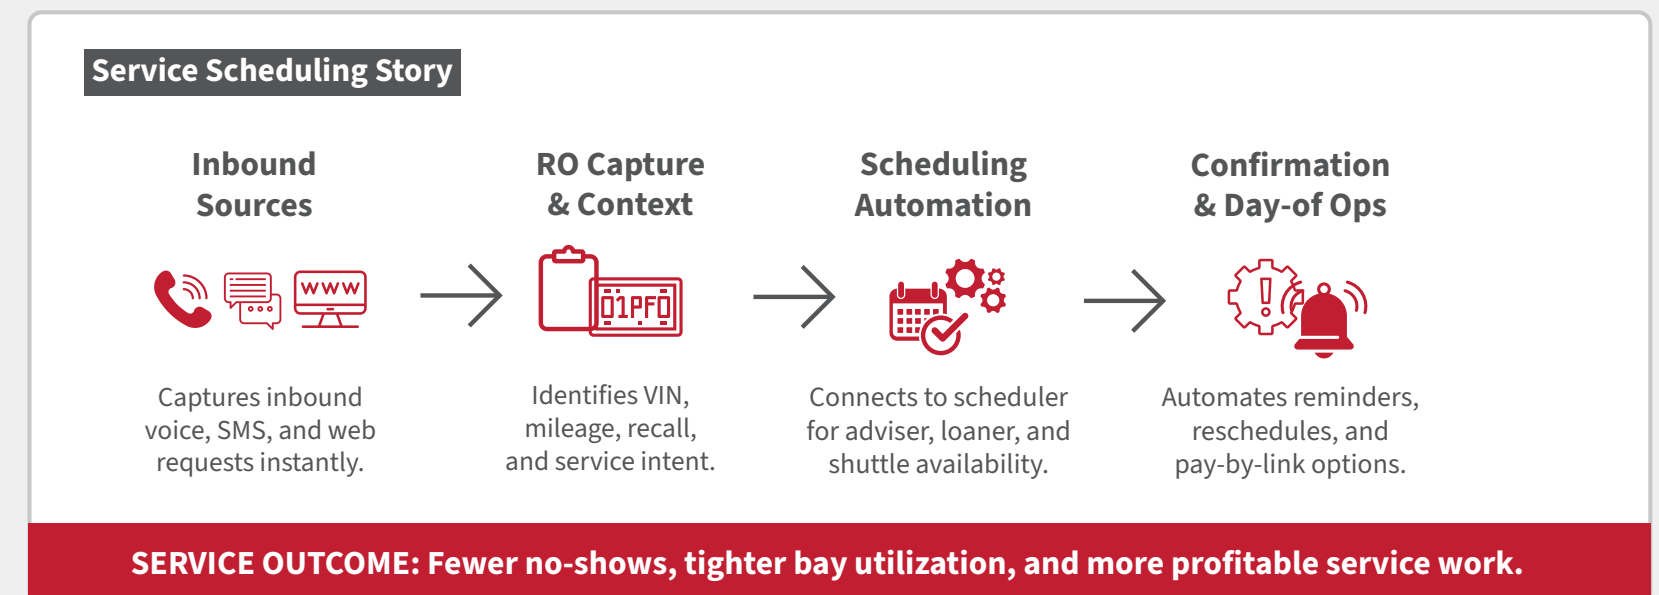 Service Scheduling Story
Inbound
Sources
WWW
Captures inbound
voice, SMS, and web
requests instantly.
RO Capture
& Context
01PF0
Identifies VIN,
mileage, recall,
and service intent.
Scheduling
Automation
Connects to scheduler
for adviser, loaner, and
shuttle availability.
Confirmation
& Day-of Ops
!
Automates reminders,
reschedules, and
pay-by-link options.
SERVICE OUTCOME: Fewer no-shows, tighter bay utilization, and more profitable service work.